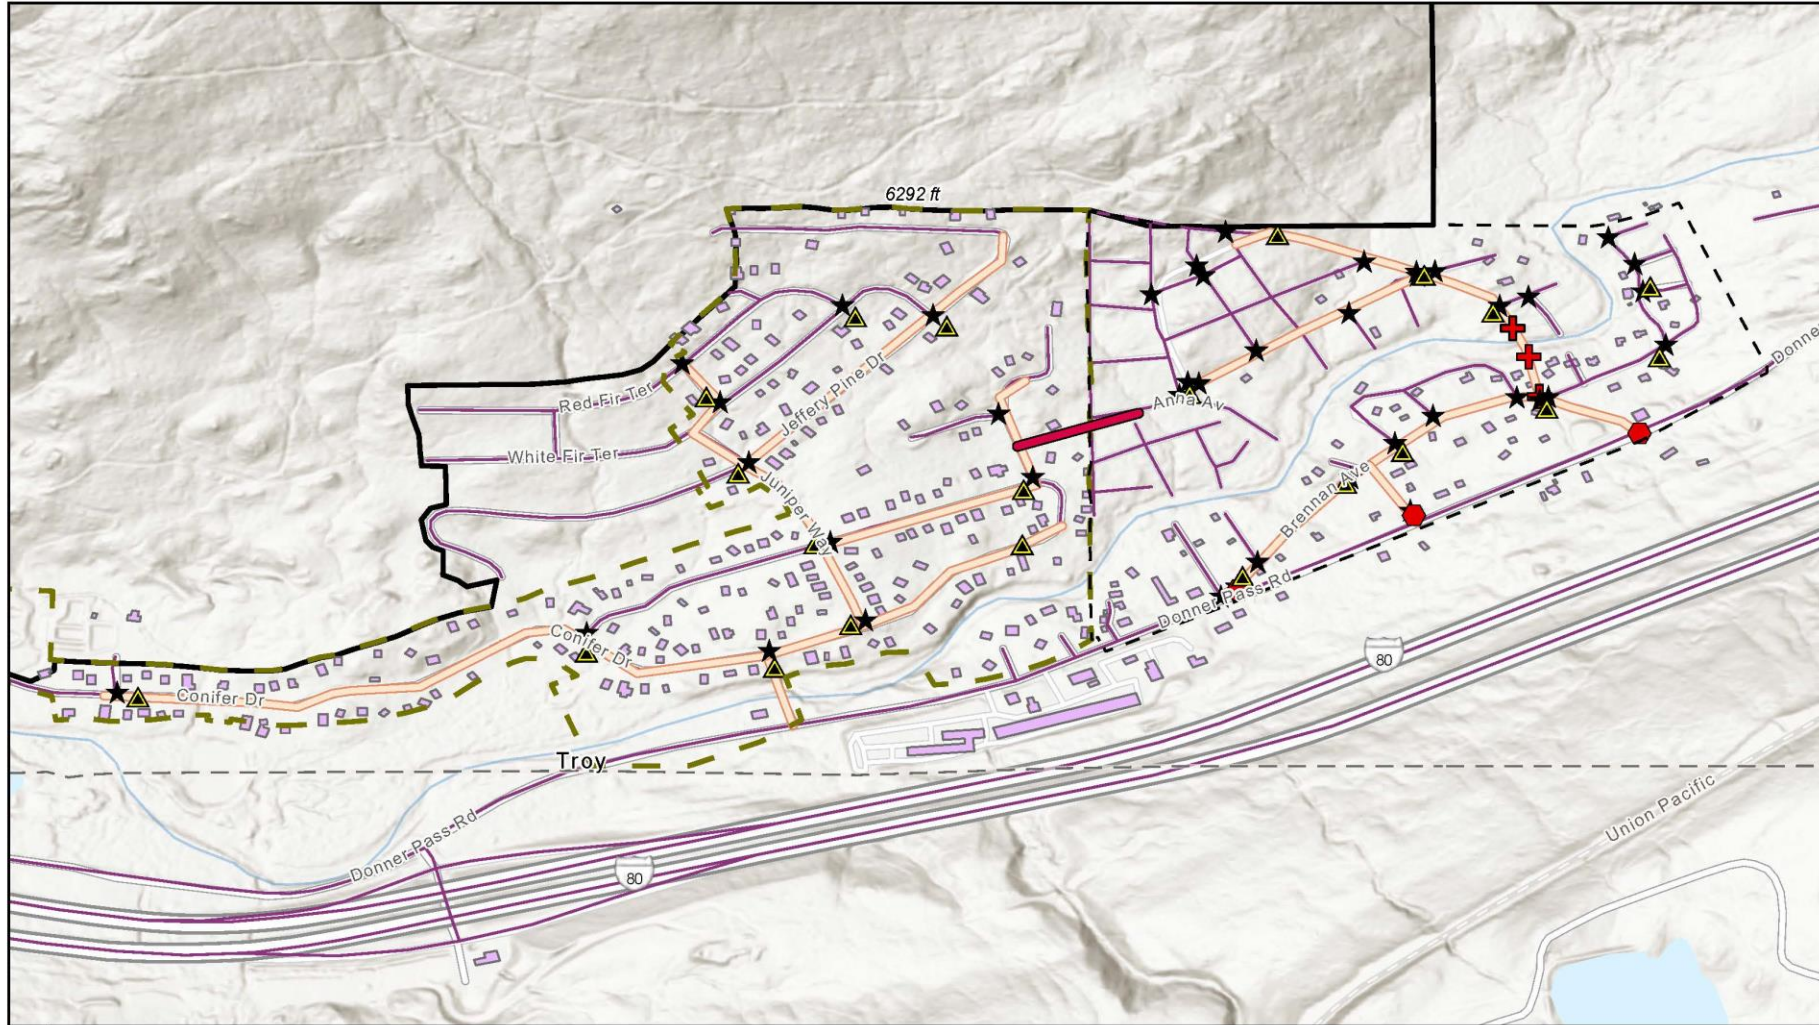 6292 ft
Red Fir Ter
Jeffery Pine Dr
Anna Av
White Fir Ter
Juniper Way
Brennan Ave
Donner Pass Rd
Conifer Dr
Conifer Dr
80
Troy
Donner Pass Rd
80
Union Pacific
Donne